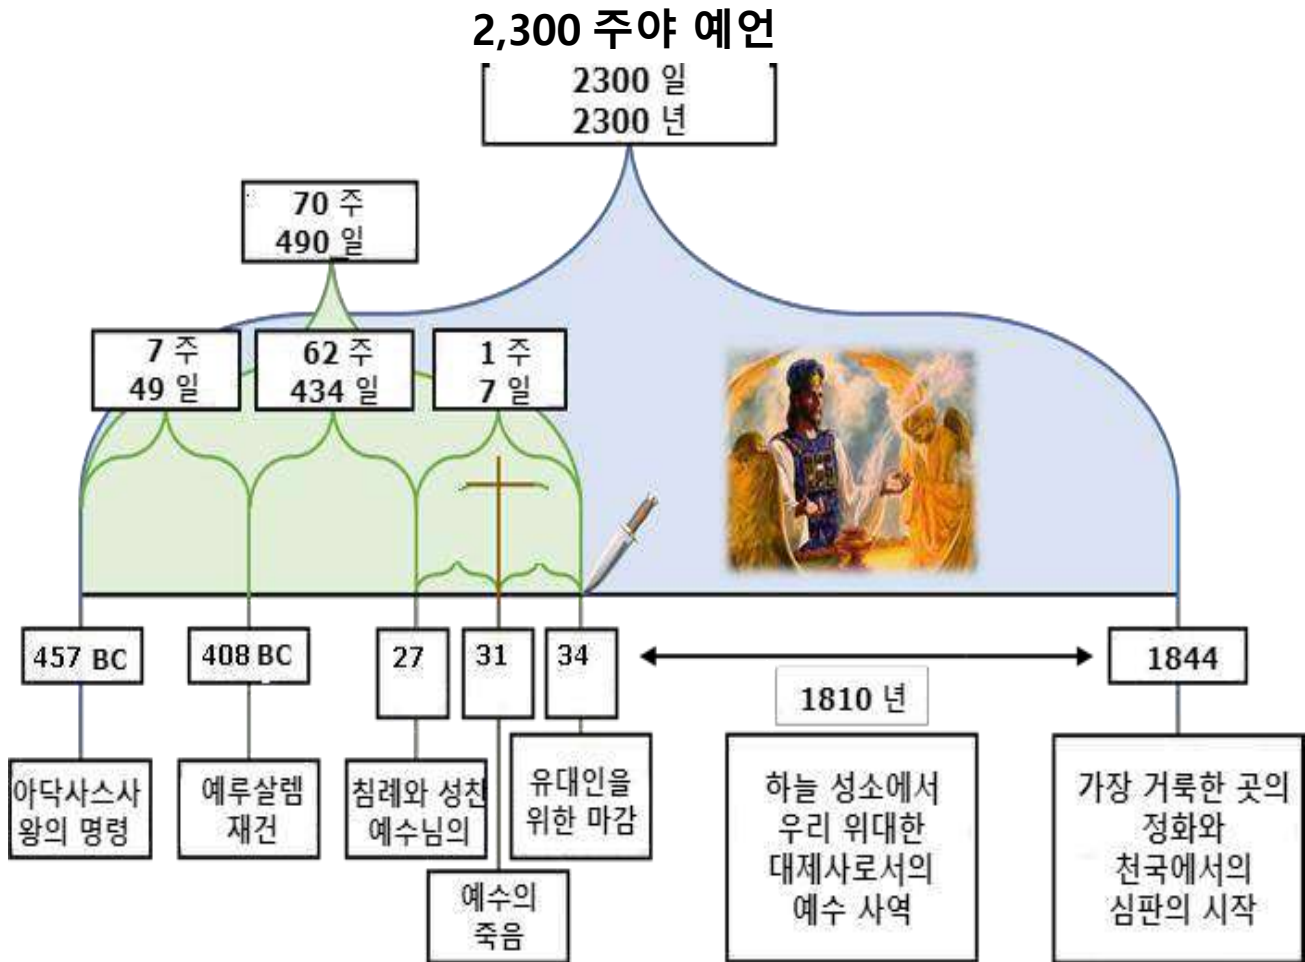 2,300 주야 예언
2300 일
2300 년
70 주
490 일
7 주
49 일
62 주
434 일
1 주
7 일
457 BC
408 BC
27
31
34
1844
1810 년
아닥사스사
왕의 명령
예루살렘
재건
침례와 성친
예수님의
유대인을
위한 마감
예수의
죽음
하늘 성소에서
우리 위대한
대제사로서의
예수 사역
가장 거룩한 곳의
정화와
천국에서의
심판의 시작